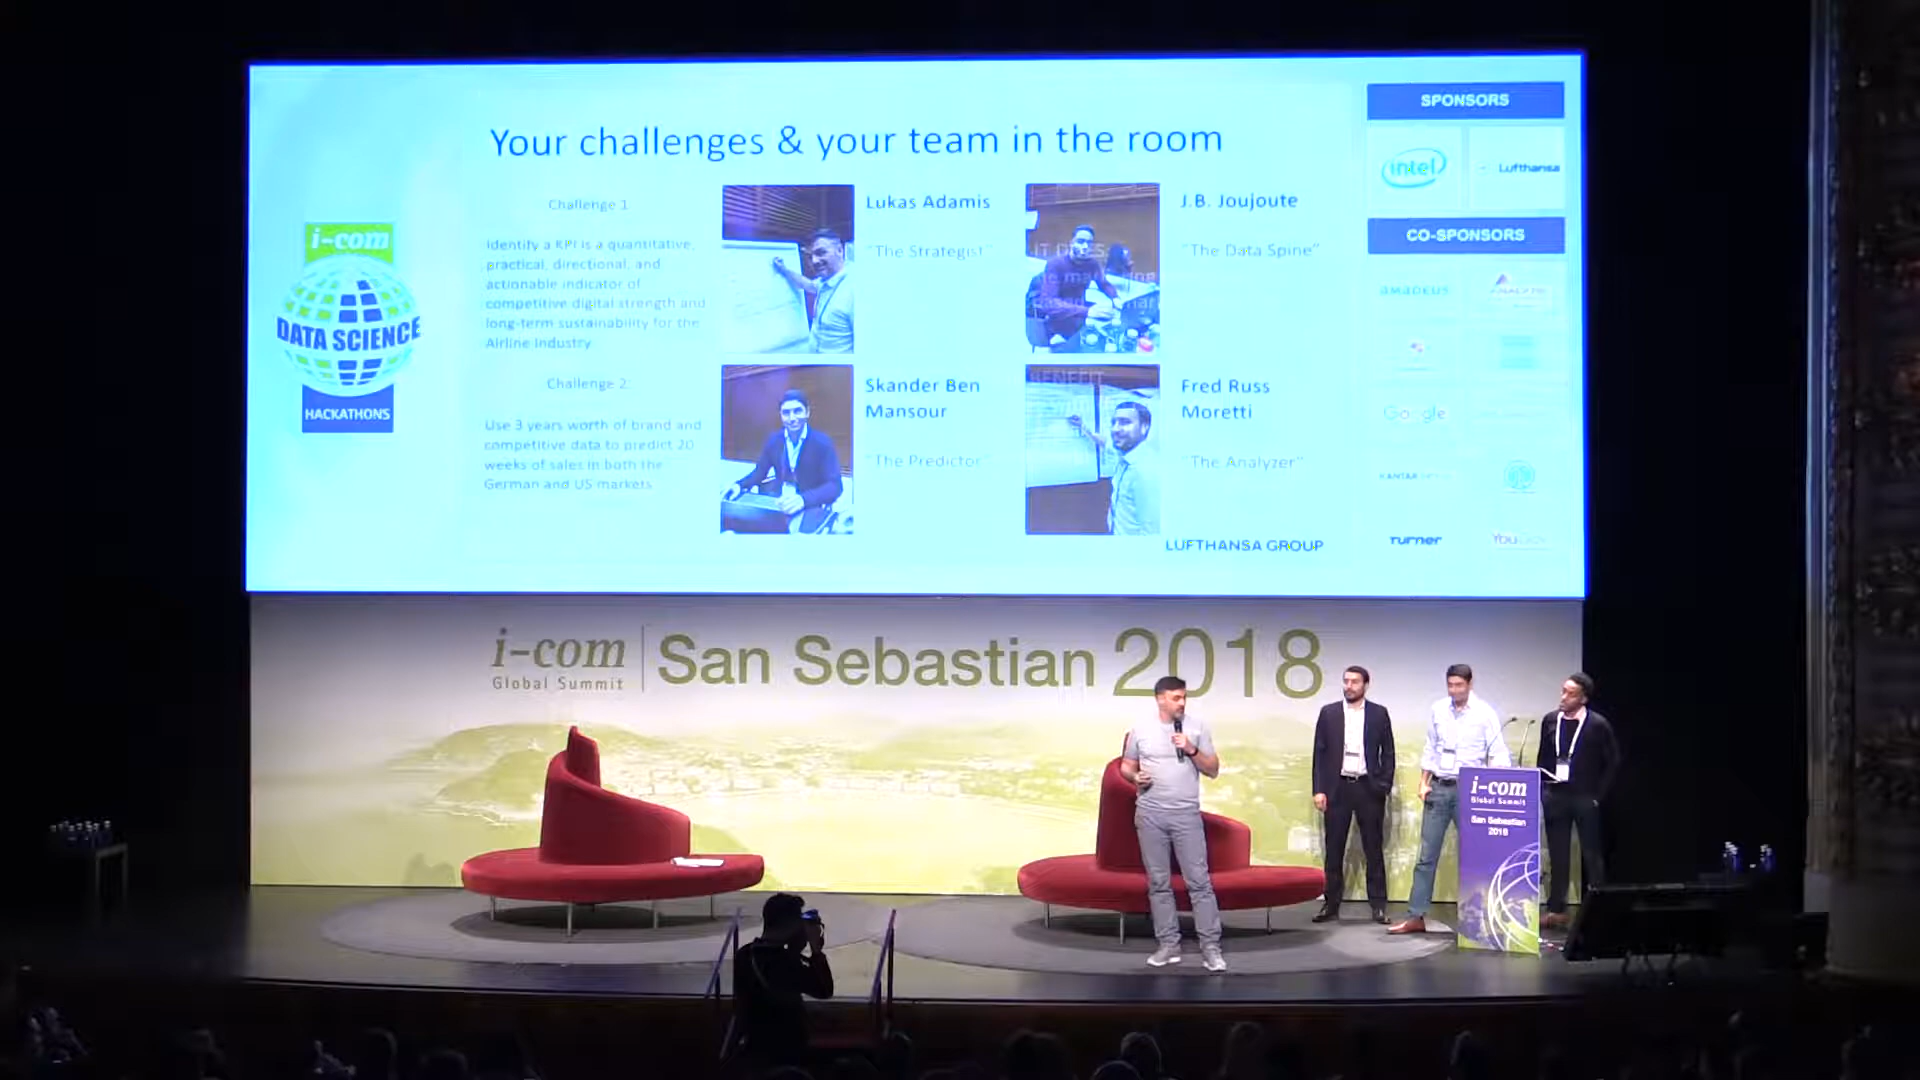 Your challenges & your team in the room
i-com
DATA SCIENCE
HACKATHONS
Challenge 1
Identify a KPI is a quantitative,
practical, directional, and
actionable indicator of
competitive digital strength and
long-term sustainability for the
Airline Industry
Challenge 2:
Use 3 years worth of brand and
competitive data to predict 20
weeks of sales in both the
German and US markets
Lukas Adamis
"The Strategist"
J.B. Joujoute
"The Data Spine"
Skander Ben
Mansour
"The Predictor"
Fred Russ
Moretti
"The Analyzer"
IT DOES
BENEFIT
LUFTHANSA GROUP
SPONSORS
intel
Lufthansa
CO-SPONSORS
amadeus
Google
KANTAR
Turner
YouGov
i-com
Global Summit
San Sebastian 2018
i-com
Global Summit
San Sebastian
2018